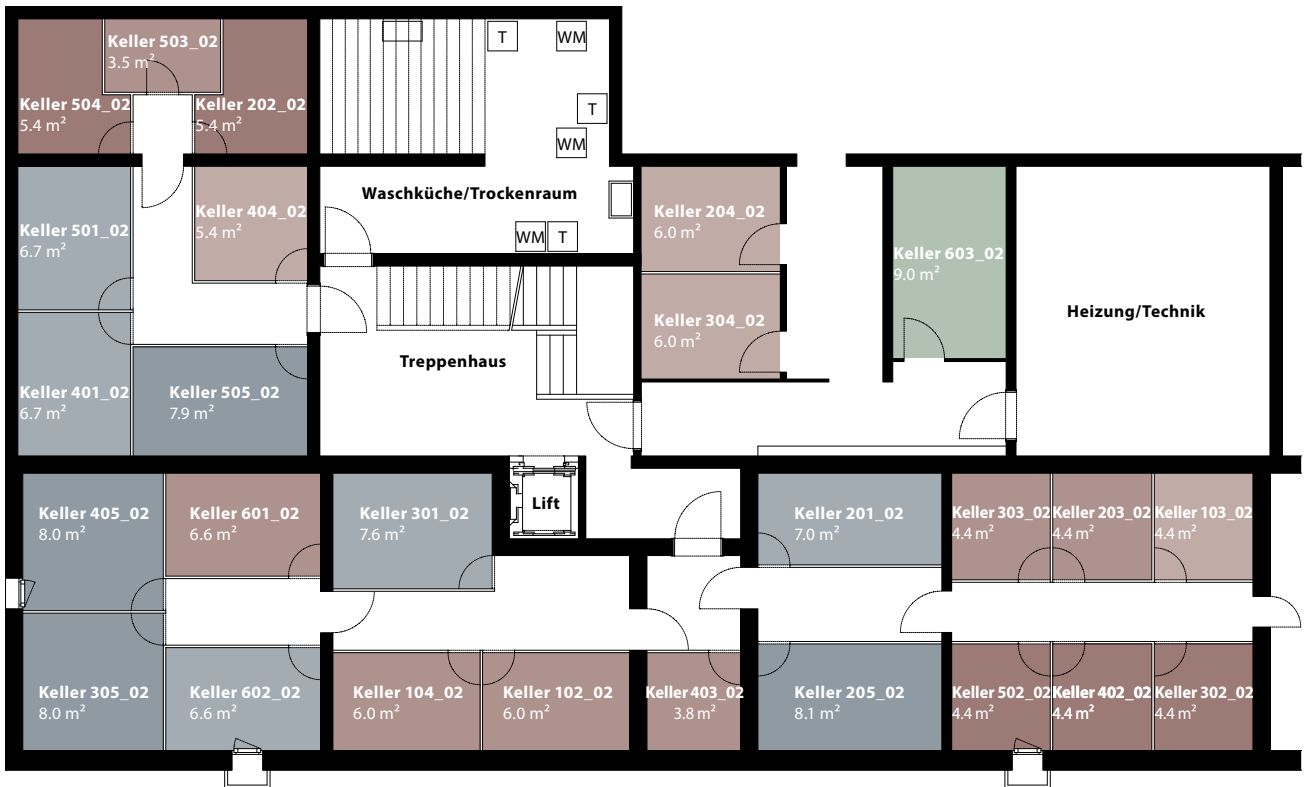 Keller 503_02
3.5 m²
T
WM
Keller 504_02
5.4 m²
Keller 202_02
5.4 m²
T
WM
Waschküche/Trockenraum
WM
T
Keller 501_02
6.7 m²
Keller 404_02
5.4 m²
Keller 204_02
6.0 m²
Keller 603_02
9.0 m²
Keller 304_02
6.0 m²
Heizung/Technik
Treppenhaus
Keller 401_02
6.7 m²
Keller 505_02
7.9 m²
Lift
Keller 405_02
8.0 m²
Keller 601_02
6.6 m²
Keller 301_02
7.6 m²
Keller 201_02
7.0 m²
Keller 303_02
4.4 m²
Keller 203_02
4.4 m²
Keller 103_02
4.4 m²
Keller 305_02
8.0 m²
Keller 602_02
6.6 m²
Keller 104_02
6.0 m²
Keller 102_02
6.0 m²
Keller 403_02
3.8 m²
Keller 205_02
8.1 m²
Keller 502_02
4.4 m²
Keller 402_02
4.4 m²
Keller 302_02
4.4 m²